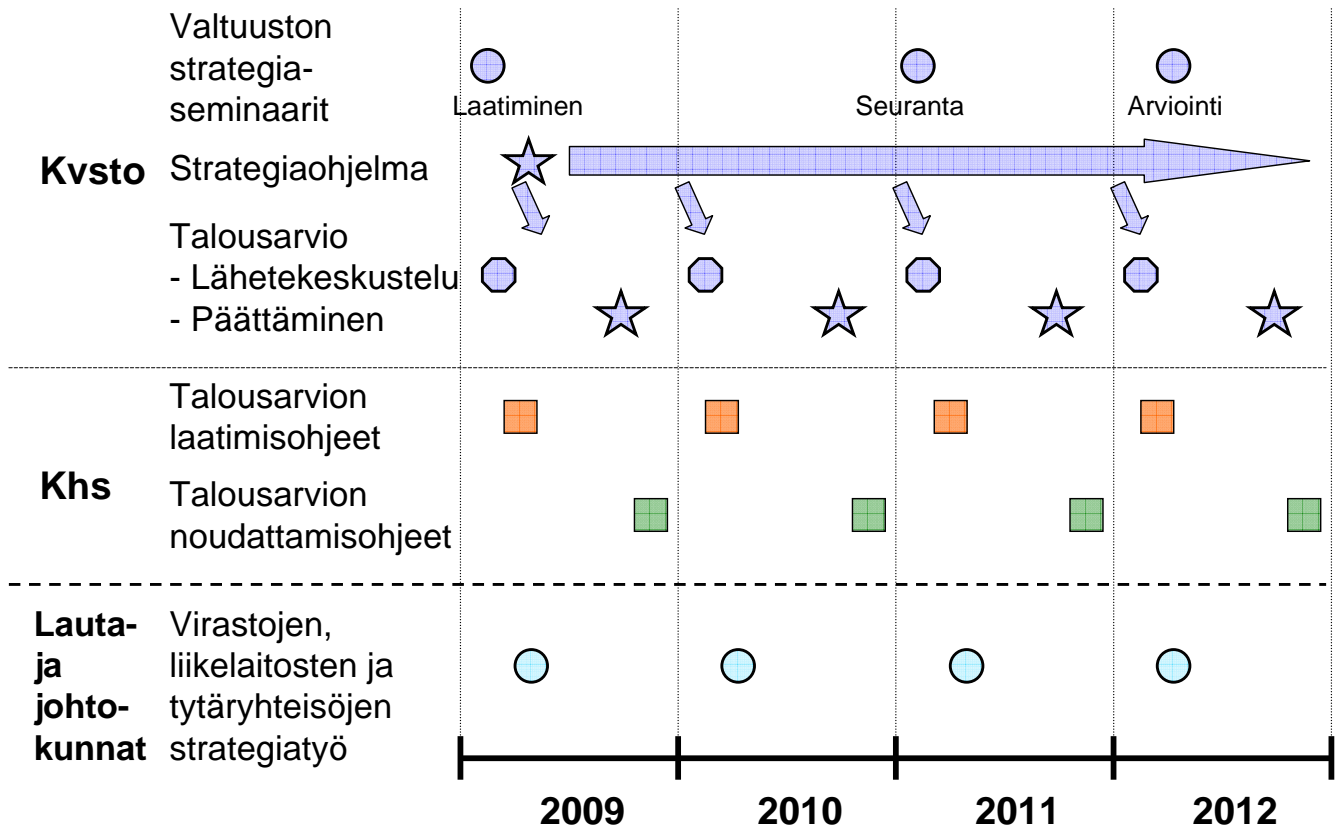 Valtuuston
strategia-
seminaarit
Laatiminen
Seuranta
Arviointi
Kvsto
Strategiaohjelma
Talousarvio
- Lähetekeskustelu
- Päättäminen
Khs
Talousarvion
laatimisohjeet
Talousarvion
noudattamisohjeet
Lauta-
ja
johto-
kunnat
Virastojen,
liikelaitosten ja
tytäryhteisöjen
strategiatyö
2009
2010
2011
2012